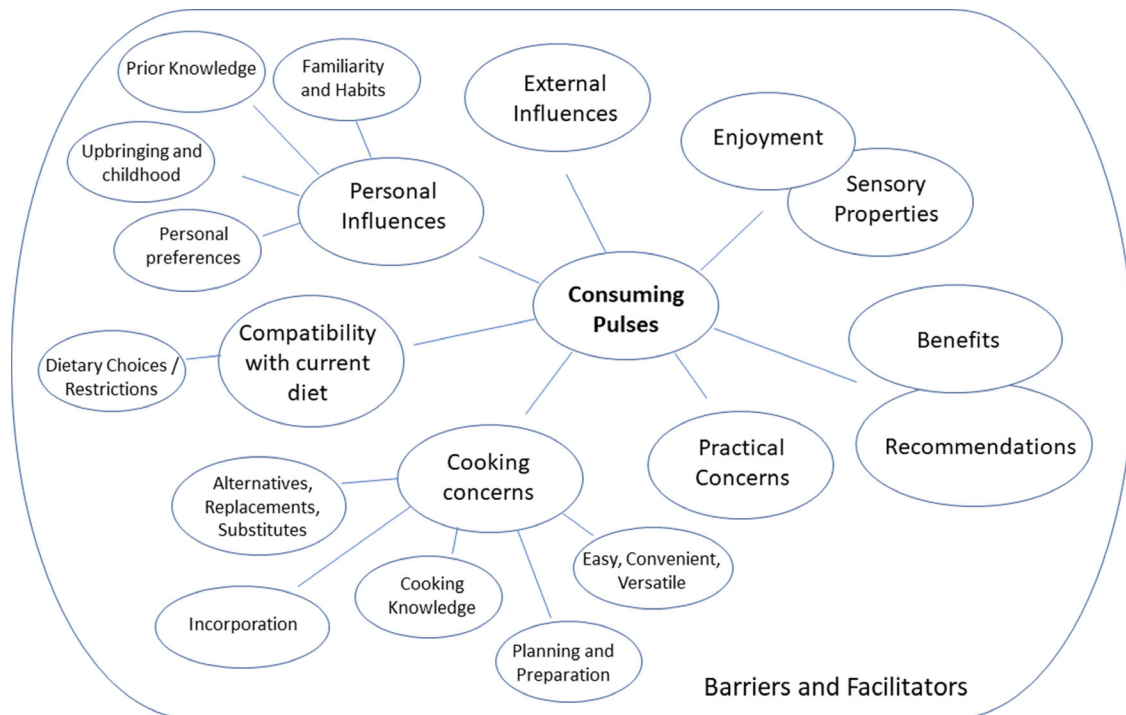 Prior Knowledge
Familiarity
and Habits
External
Influences
Enjoyment
Sensory
Properties
Upbringing and
childhood
Personal
Influences
Personal
preferences
Consuming
Pulses
Benefits
Recommendations
Compatibility
with current
diet
Dietary Choices /
Restrictions
Practical
Concerns
Cooking
concerns
Alternatives,
Replacements,
Substitutes
Easy, Convenient,
Versatile
Cooking
Knowledge
Incorporation
Planning and
Preparation
Barriers and Facilitators